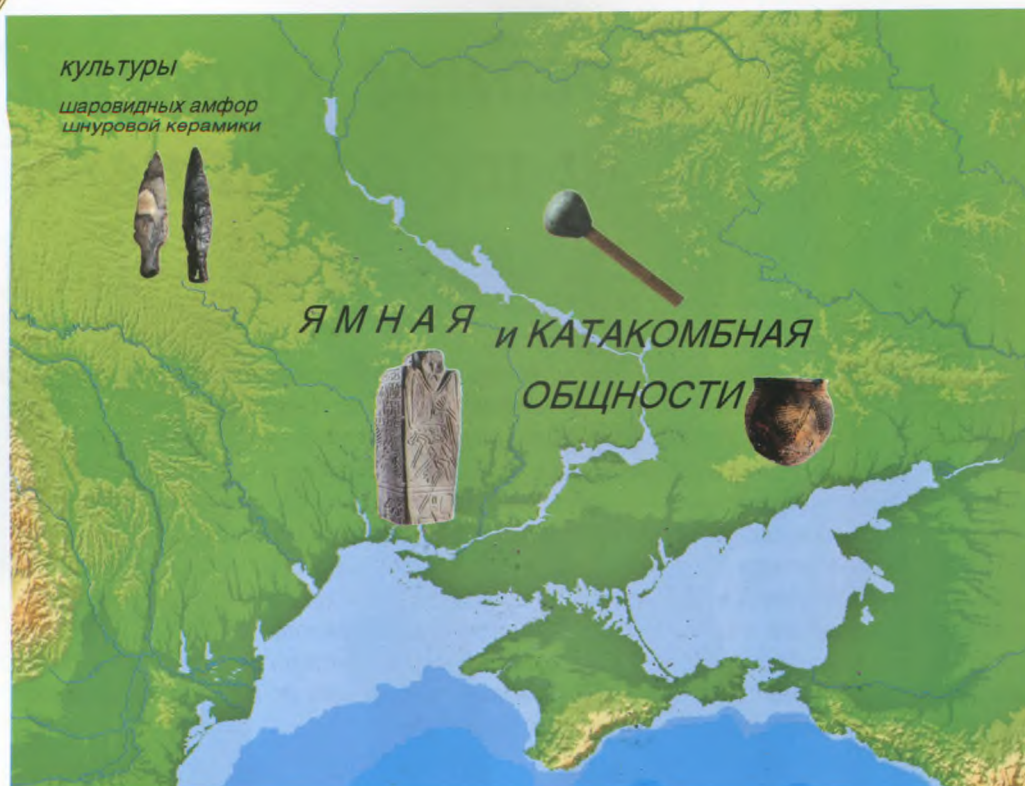 культуры
шаровидных амфор
шнуровой керамики
ЯМНАЯ и КАТАКОМБНАЯ
ОБЩНОСТИ